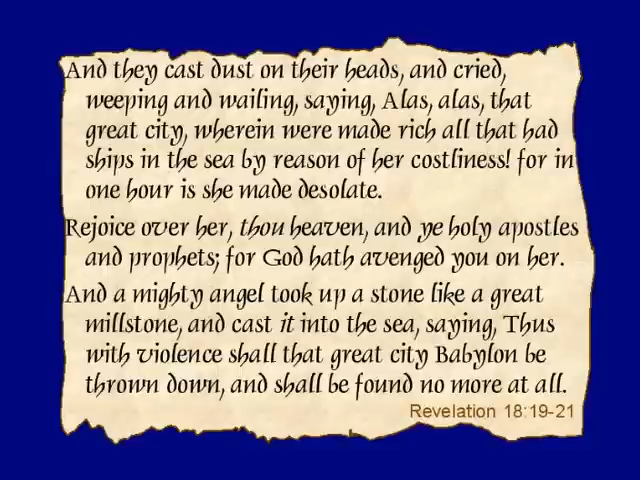 And they cast dust on their heads, and cried,
weeping and wailing, saying, Alas, alas, that
great city, wherein were made rich all that had
ships in the sea by reason of her costliness! for in
one hour is she made desolate.
Rejoice over her, thou heaven, and ye holy apostles
and prophets; for God hath avenged you on her.
And a mighty angel took up a stone like a great
millstone, and cast it into the sea, saying, Thus
with violence shall that great city Babylon be
thrown down, and shall be found no more at all.
Revelation 18:19-21